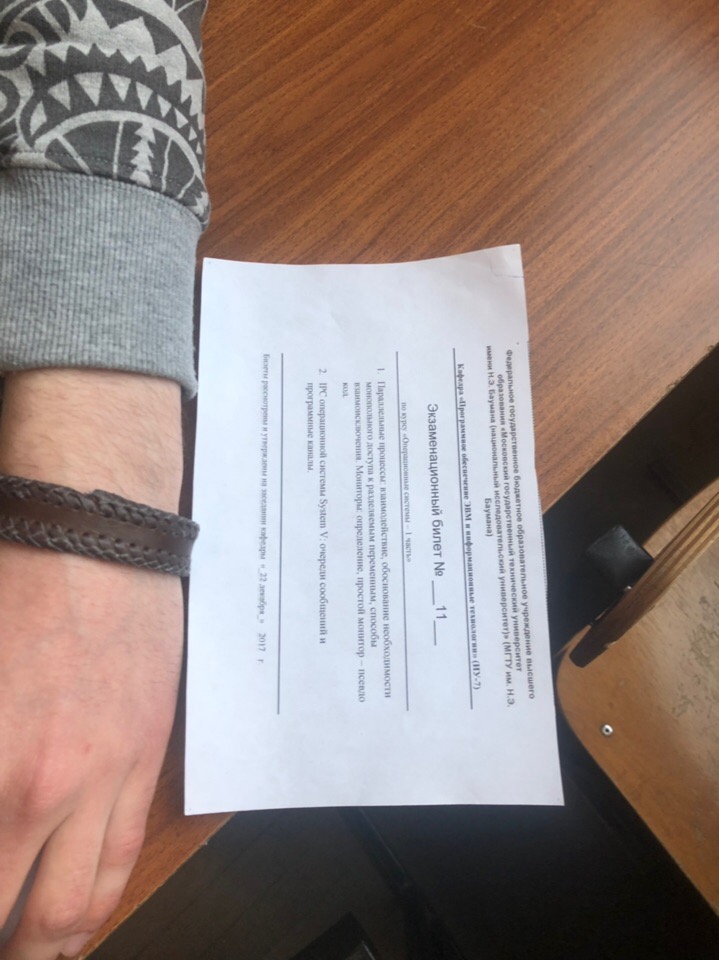 Федеральное государственное бюджетное образовательное учреждение высшего
образования «Московский государственный технический университет
имени Н.Э. Баумана (национальный исследовательский университет)» (МГТУ им. Н.Э.
Баумана)
Кафедра «Программное обеспечение ЭВМ и информационные технологии» (ИУ-7)
Экзаменационный билет № ___11___
по курсу «Операционные системы – 1 часть»
1. Параллельные процессы: взаимодействие, обоснование необходимости
монопольного доступа к разделяемым переменным, способы
взаимоисключения. Мониторы: определение, простой монитор – псевдо
код.
2. IPC операционной системы System V: очереди сообщений и
программные каналы.
Билеты рассмотрены и утверждены на заседании кафедры «_22 декабря_» 2017 г.